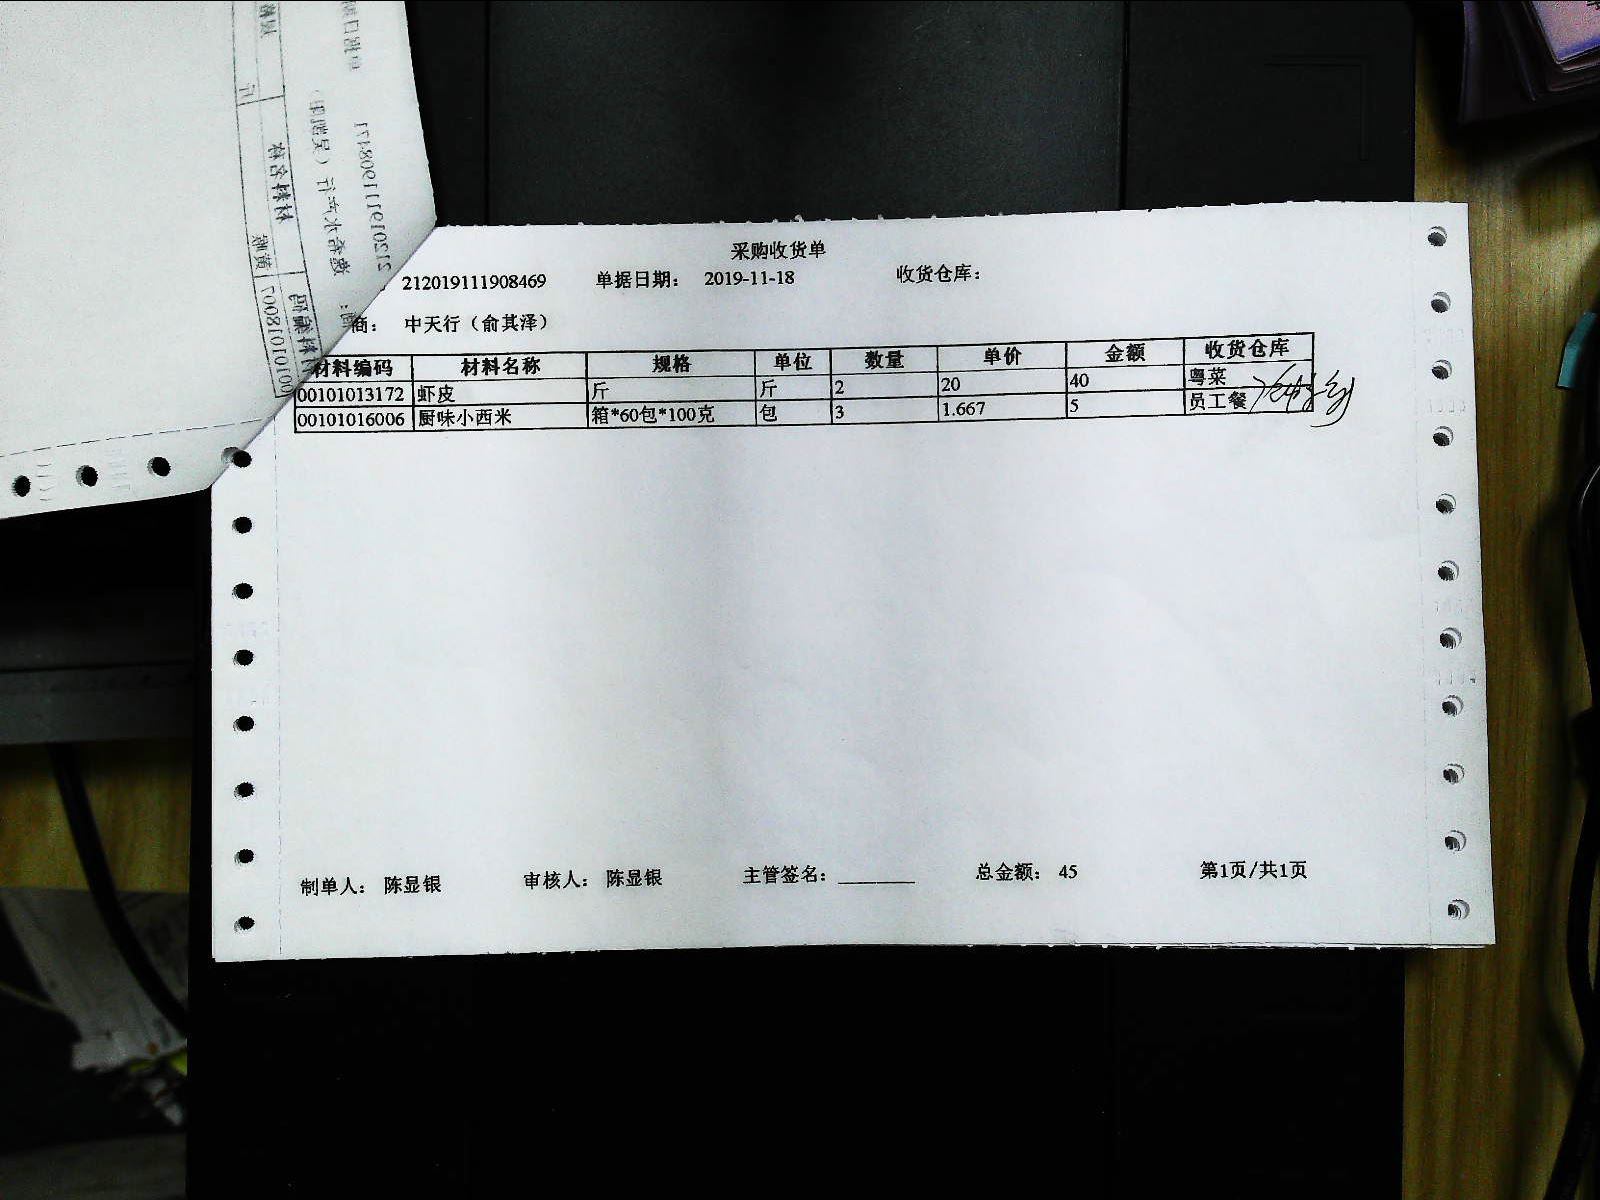 采购收货单
212019111908469 单据日期： 2019-11-18 收货仓库：
商： 中天行（俞其泽）
材料编码 材料名称 规格 单位 数量 单价 金额 收货仓库
00101013172 虾皮 斤 斤 2 20 40 粤菜
00101016006 厨味小西米 箱*60包*100克 包 3 1.667 5 员工餐
制单人： 陈显银 审核人： 陈显银 主管签名：________ 总金额： 45 第1页/共1页